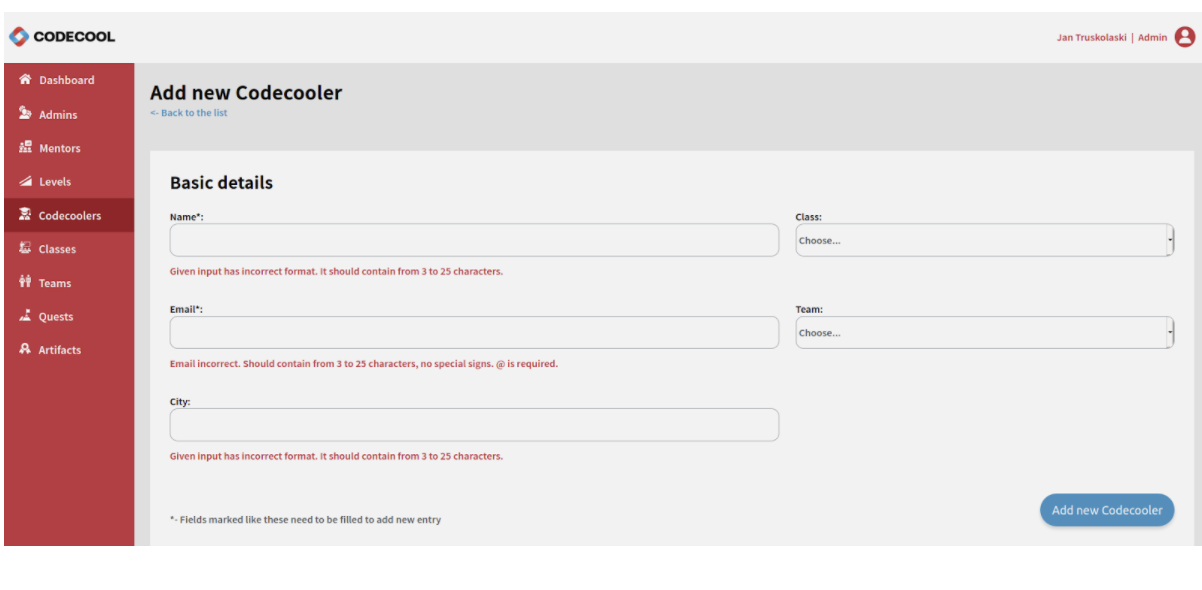 CODECOOL
Jan Truskolaski | Admin
Dashboard
Admins
Mentors
Levels
Codecoolers
Classes
Teams
Quests
Artifacts
Add new Codecooler
<- Back to the list
Basic details
Name*:
Class:
Choose...
Given input has incorrect format. It should contain from 3 to 25 characters.
Email*:
Team:
Choose...
Email incorrect. Should contain from 3 to 25 characters, no special signs. @ is required.
City:
Given input has incorrect format. It should contain from 3 to 25 characters.
*- Fields marked like these need to be filled to add new entry
Add new Codecooler